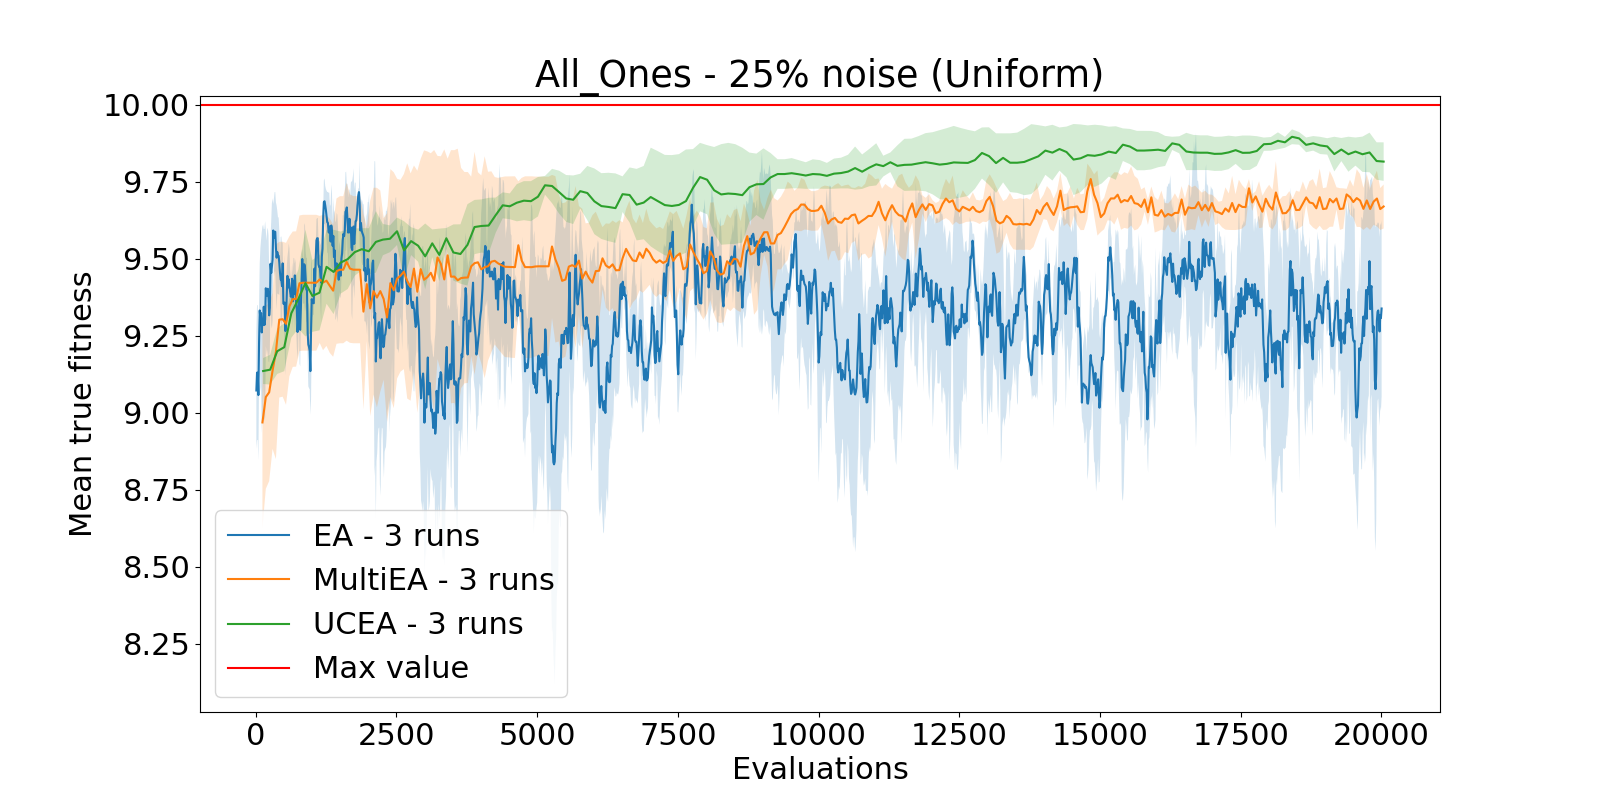 All_Ones - 25% noise (Uniform)
10.00
9.75
9.50
9.25
9.00
8.75
8.50
8.25
Mean true fitness
EA - 3 runs
MultiEA - 3 runs
UCEA - 3 runs
Max value
0 2500 5000 7500 10000 12500 15000 17500 20000
Evaluations